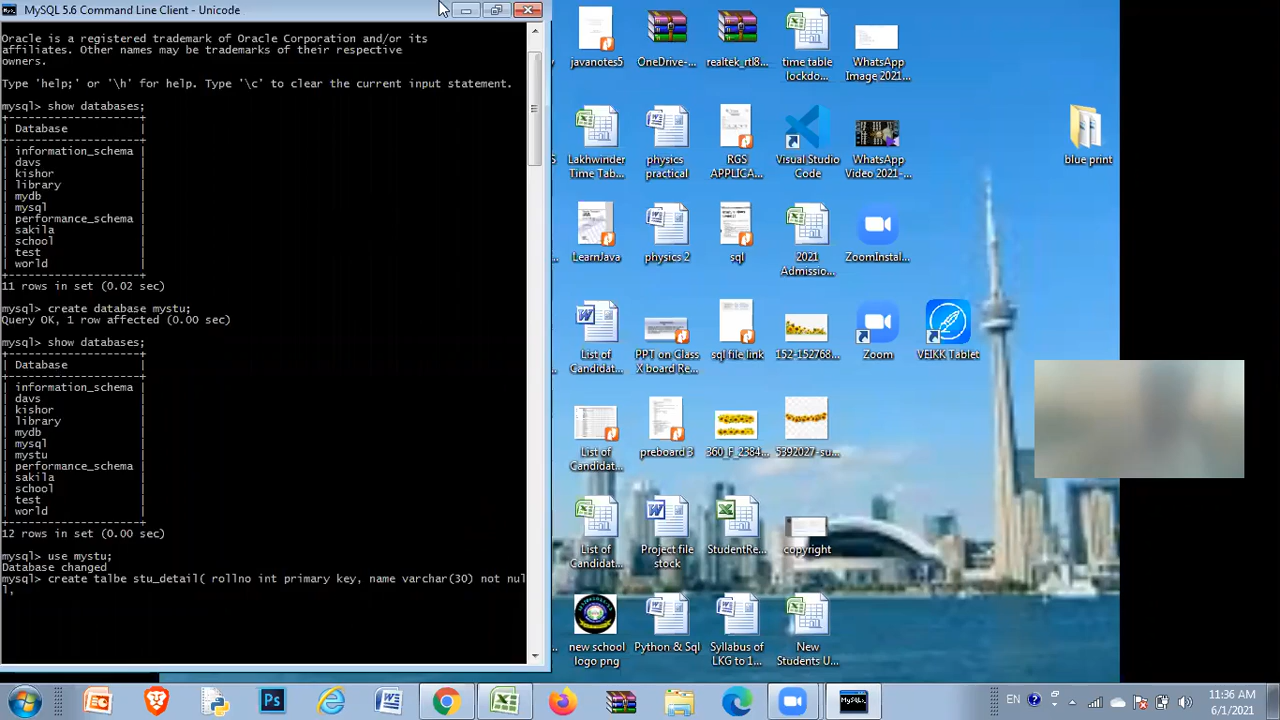 MySQL 5.6 Command Line Client - Unicode
Oracle is a registered trademark of Oracle Corporation and/or its
affiliates. Other names may be trademarks of their respective
owners.
Type 'help;' or '\h' for help. Type '\c' to clear the current input statement.
mysql> show databases;
| Database |
| information_schema |
| davs |
| kishor |
| library |
| mydb |
| mysql |
| performance_schema |
| sakila |
| school |
| test |
| world |
11 rows in set (0.02 sec)
mysql> create database mystu;
Query OK, 1 row affected (0.00 sec)
mysql> show databases;
| Database |
| information_schema |
| davs |
| kishor |
| library |
| mydb |
| mysql |
| mystu |
| performance_schema |
| sakila |
| school |
| test |
| world |
12 rows in set (0.00 sec)
mysql> use mystu;
Database changed
mysql> create talbe stu_detail( rollno int primary key, name varchar(30) not nul
l,
javanotes5
OneDrive-...
realtek_rtl8...
time table
lockdo...
WhatsApp
Image 2021...
Lakhwinder
Time Tab...
physics
practical
RGS
APPLICA...
Visual Studio
Code
WhatsApp
Video 2021-...
blue print
LearnJava
physics 2
sql
2021
Admissio...
ZoomInstal...
List of
Candidat...
PPT on Class
X board Re...
sql file link
152-152768...
Zoom
VEIKK Tablet
List of
Candidat...
preboard 3
360_F_2384...
5392027-su...
List of
Candidat...
Project file
stock
StudentRe...
copyright
new school
logo png
Python & Sql
Syllabus of
LKG to 1...
New
Students U...
EN
11:36 AM
6/1/2021